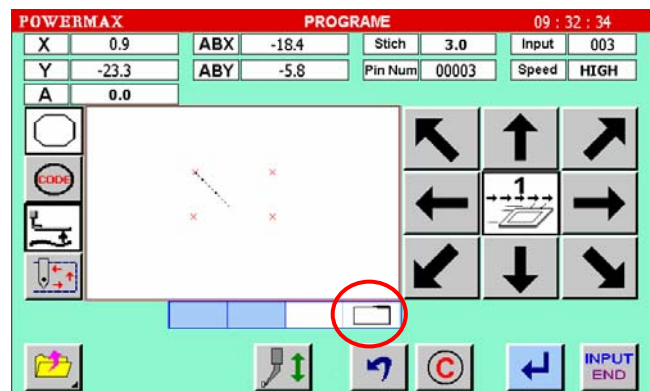 POWERMAX PROGRAME 09 : 32 : 34
X 0.9 ABX -18.4 Stich 3.0 Input 003
Y -23.3 ABY -5.8 Pin Num 00003 Speed HIGH
A 0.0
CODE
1
C
INPUT
END